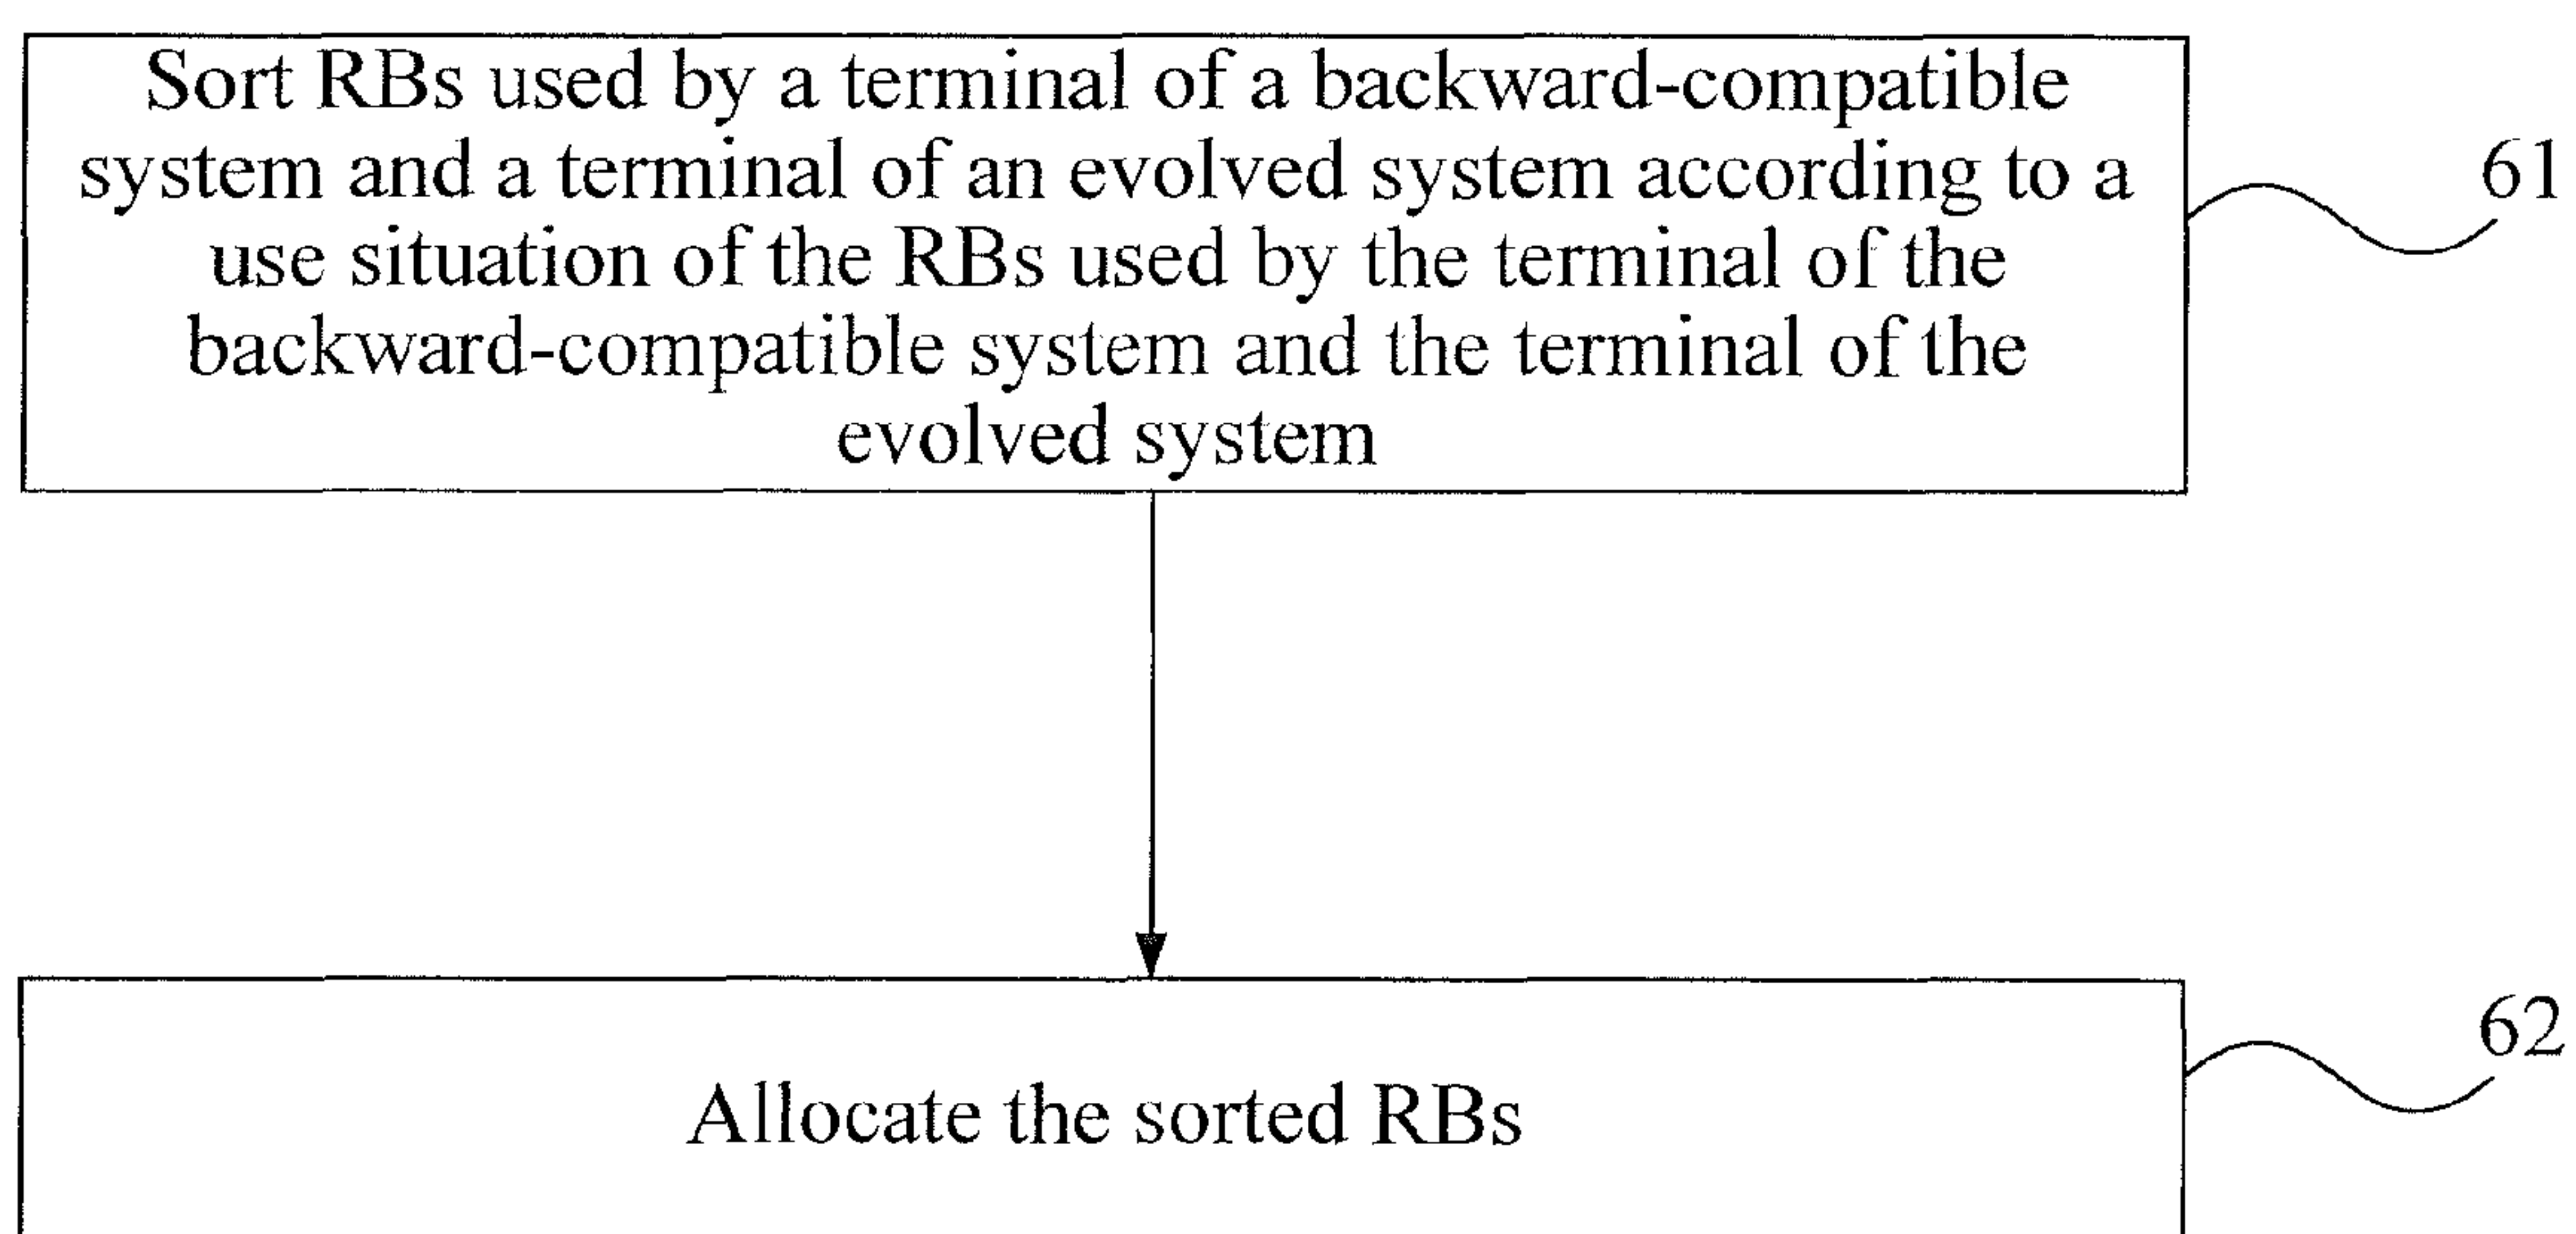 Sort RBs used by a terminal of a backward-compatible
system and a terminal of an evolved system according to a
use situation of the RBs used by the terminal of the
backward-compatible system and the terminal of the
evolved system
61
Allocate the sorted RBs
62